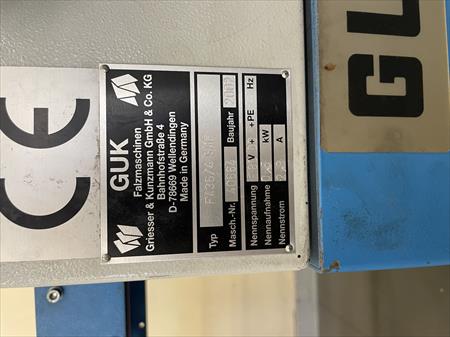 CE
GUK
Falzmaschinen
Griesser & Kunzmann GmbH & Co. KG
Bahnhofstraße 4
D-78669 Wellendingen
Made in Germany
Typ
Masch.-Nr. Baujahr
Nennspannung V + +PE Hz
Nennaufnahme kW
Nennstrom A
GU